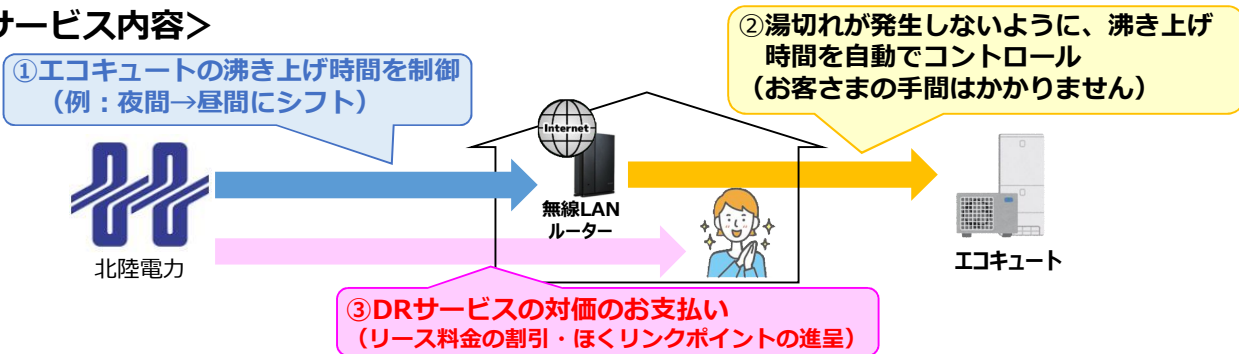 サービス内容＞
①エコキュートの沸き上げ時間を制御
（例：夜間→昼間にシフト）
②湯切れが発生しないように、沸き上げ
時間を自動でコントロール
（お客さまの手間はかかりません）
Internet
無線LAN
ルーター
北陸電力
エコキュート
③DRサービスの対価のお支払い
（リース料金の割引・ほくリンクポイントの進呈）